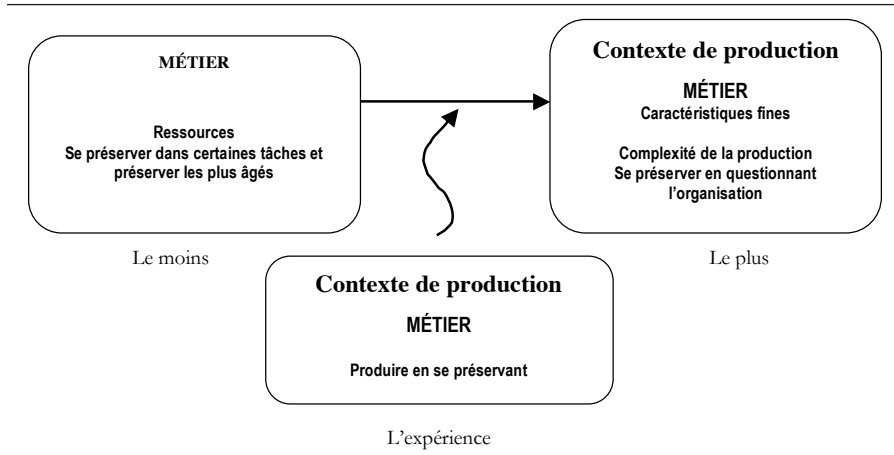 MÉTIER
Ressources
Se préserver dans certaines tâches et
préserver les plus âgés
Le moins
Contexte de production
MÉTIER
Caractéristiques fines
Complexité de la production
Se préserver en questionnant
l'organisation
Le plus
Contexte de production
MÉTIER
Produire en se préservant
L'expérience